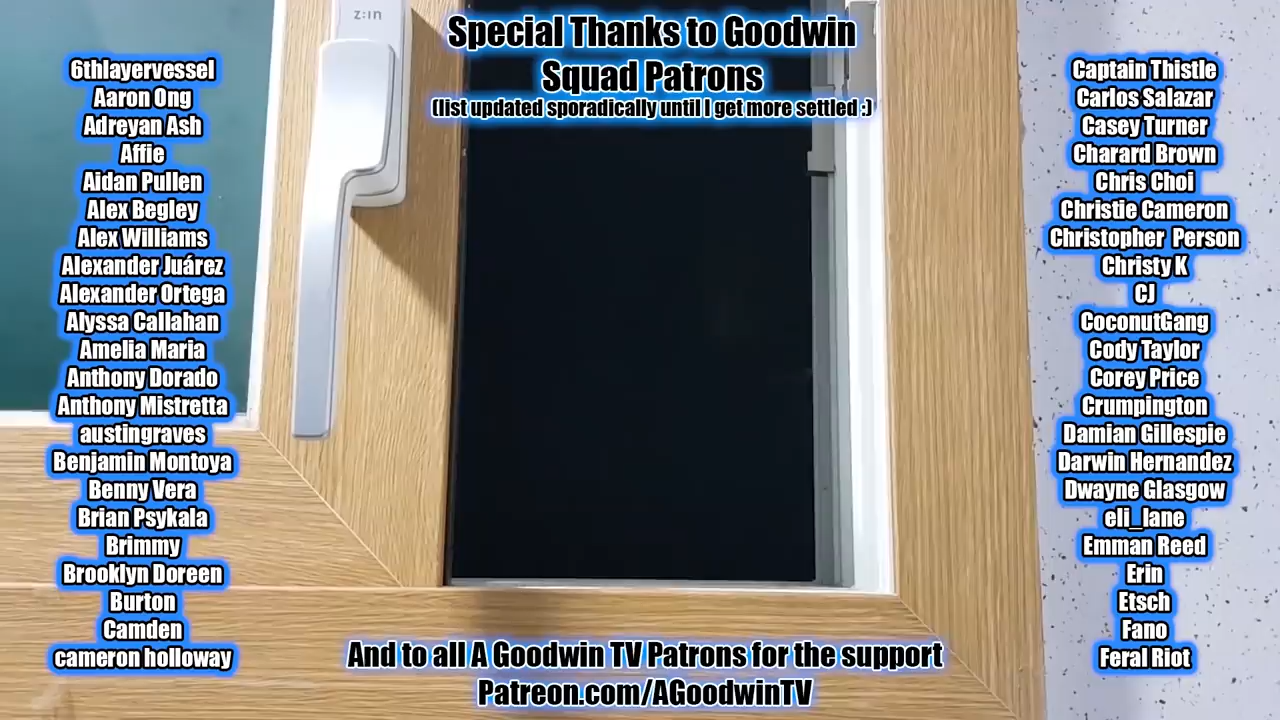 z:ın
Special Thanks to Goodwin
Squad Patrons
(list updated sporadically until I get more settled :)
6thlayervessel
Aaron Ong
Adreyan Ash
Affie
Aidan Pullen
Alex Begley
Alex Williams
Alexander Juárez
Alexander Ortega
Alyssa Callahan
Amelia Maria
Anthony Dorado
Anthony Mistretta
austingraves
Benjamin Montoya
Benny Vera
Brian Psykala
Brimmy
Brooklyn Doreen
Burton
Camden
cameron holloway
Captain Thistle
Carlos Salazar
Casey Turner
Charard Brown
Chris Choi
Christie Cameron
Christopher Person
Christy K
CJ
CoconutGang
Cody Taylor
Corey Price
Crumpington
Damian Gillespie
Darwin Hernandez
Dwayne Glasgow
eli_lane
Emman Reed
Erin
Etsch
Fano
Feral Riot
And to all A Goodwin TV Patrons for the support
Patreon.com/AGoodwinTV